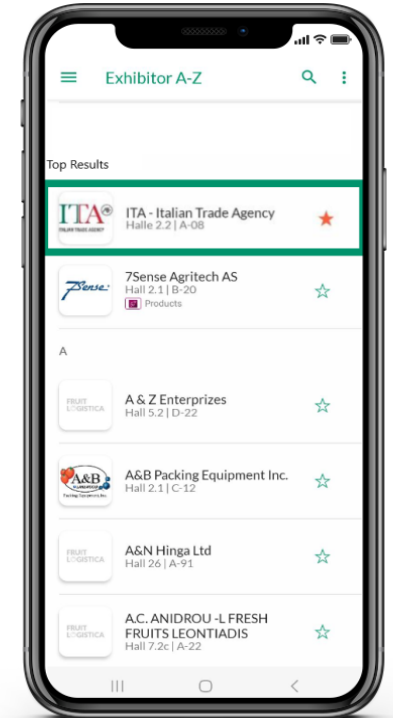 Exhibitor A-Z
Top Results
ITA®
ITALIAN TRADE AGENCY
ITA - Italian Trade Agency
Halle 2.2 | A-08
7Sense
7Sense Agritech AS
Hall 2.1 | B-20
Products
A
FRUIT
LOGISTICA
A & Z Enterprizes
Hall 5.2 | D-22
A&B
Packing Equipment Inc.
A&B Packing Equipment Inc.
Hall 2.1 | C-12
FRUIT
LOGISTICA
A&N Hinga Ltd
Hall 26 | A-91
FRUIT
LOGISTICA
A.C. ANIDROU -L FRESH
FRUITS LEONTIADIS
Hall 7.2c | A-22